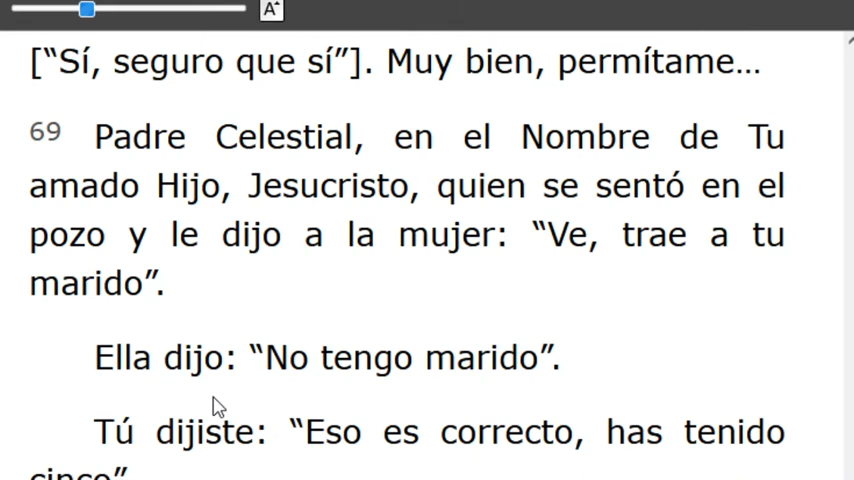 A
[“Sí, seguro que sí”]. Muy bien, permítame…
69 Padre Celestial, en el Nombre de Tu
amado Hijo, Jesucristo, quien se sentó en el
pozo y le dijo a la mujer: “Ve, trae a tu
marido”.
Ella dijo: “No tengo marido”.
Tú dijiste: “Eso es correcto, has tenido
cinco”